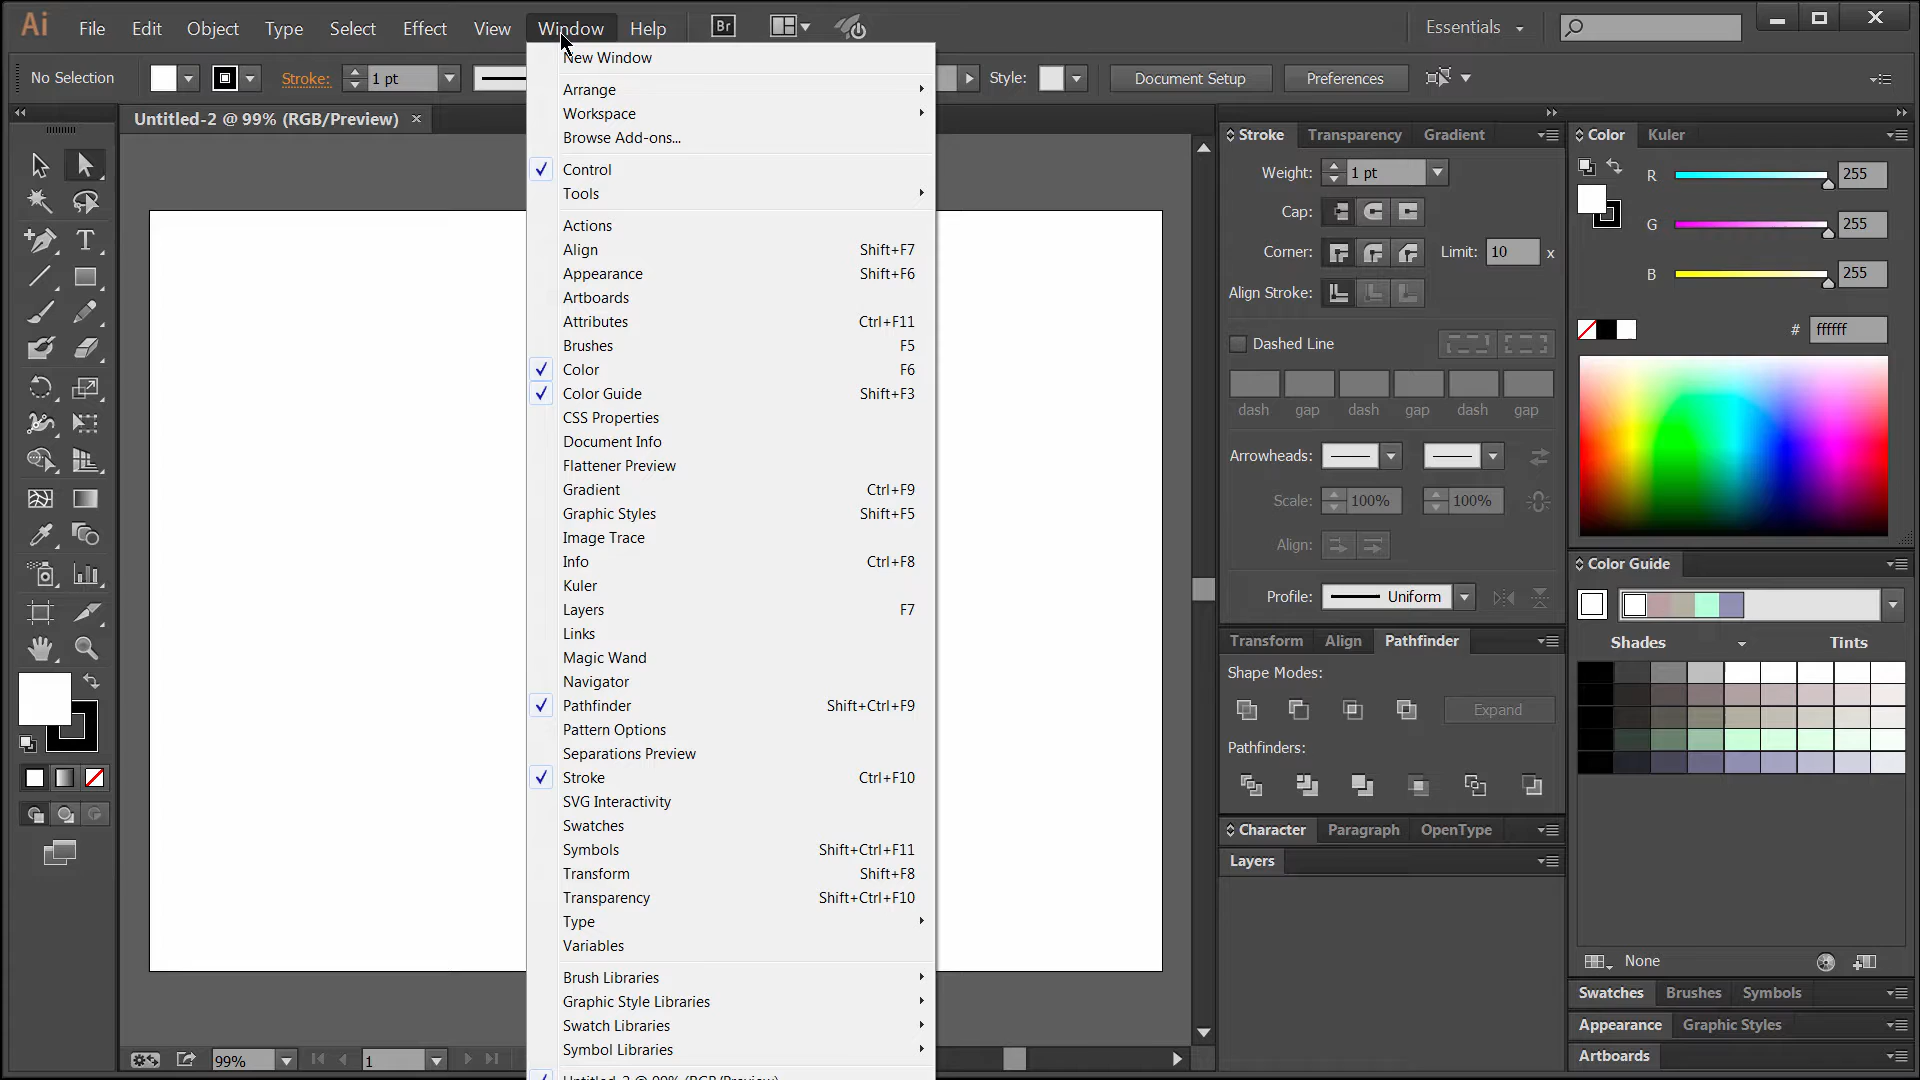 Ai File Edit Object Type Select Effect View Window Help Br Essentials
No Selection Stroke: 1 pt Style: Document Setup Preferences
Untitled-2 @ 99% (RGB/Preview) ×
New Window
Arrange
Workspace
Browse Add-ons...
Control
Tools
Actions
Align Shift+F7
Appearance Shift+F6
Artboards
Attributes Ctrl+F11
Brushes F5
Color F6
Color Guide Shift+F3
CSS Properties
Document Info
Flattener Preview
Gradient Ctrl+F9
Graphic Styles Shift+F5
Image Trace
Info Ctrl+F8
Kuler
Layers F7
Links
Magic Wand
Navigator
Pathfinder Shift+Ctrl+F9
Pattern Options
Separations Preview
Stroke Ctrl+F10
SVG Interactivity
Swatches
Symbols Shift+Ctrl+F11
Transform Shift+F8
Transparency Shift+Ctrl+F10
Type
Variables
Brush Libraries
Graphic Style Libraries
Swatch Libraries
Symbol Libraries
Untitled-2 @ 99% (RGB/Preview)
99% 1
Stroke Transparency Gradient
Weight: 1 pt
Cap:
Corner: Limit: 10 x
Align Stroke:
Dashed Line
dash gap dash gap dash gap
Arrowheads:
Scale: 100% 100%
Align:
Profile: Uniform
Transform Align Pathfinder
Shape Modes:
Expand
Pathfinders:
Character Paragraph OpenType
Layers
Color Kuler
R 255
G 255
B 255
# ffffff
Color Guide
Shades Tints
None
Swatches Brushes Symbols
Appearance Graphic Styles
Artboards